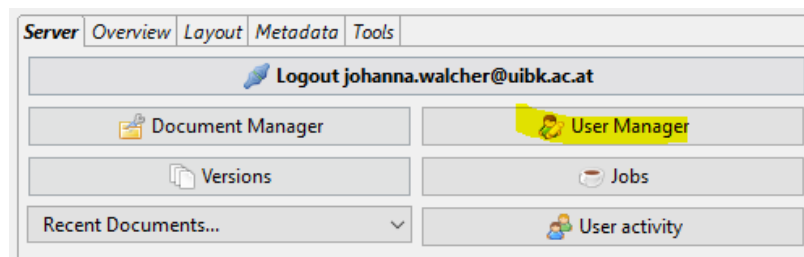 Server Overview Layout Metadata Tools
Logout johanna.walcher@uibk.ac.at
Document Manager User Manager
Versions Jobs
Recent Documents... User activity